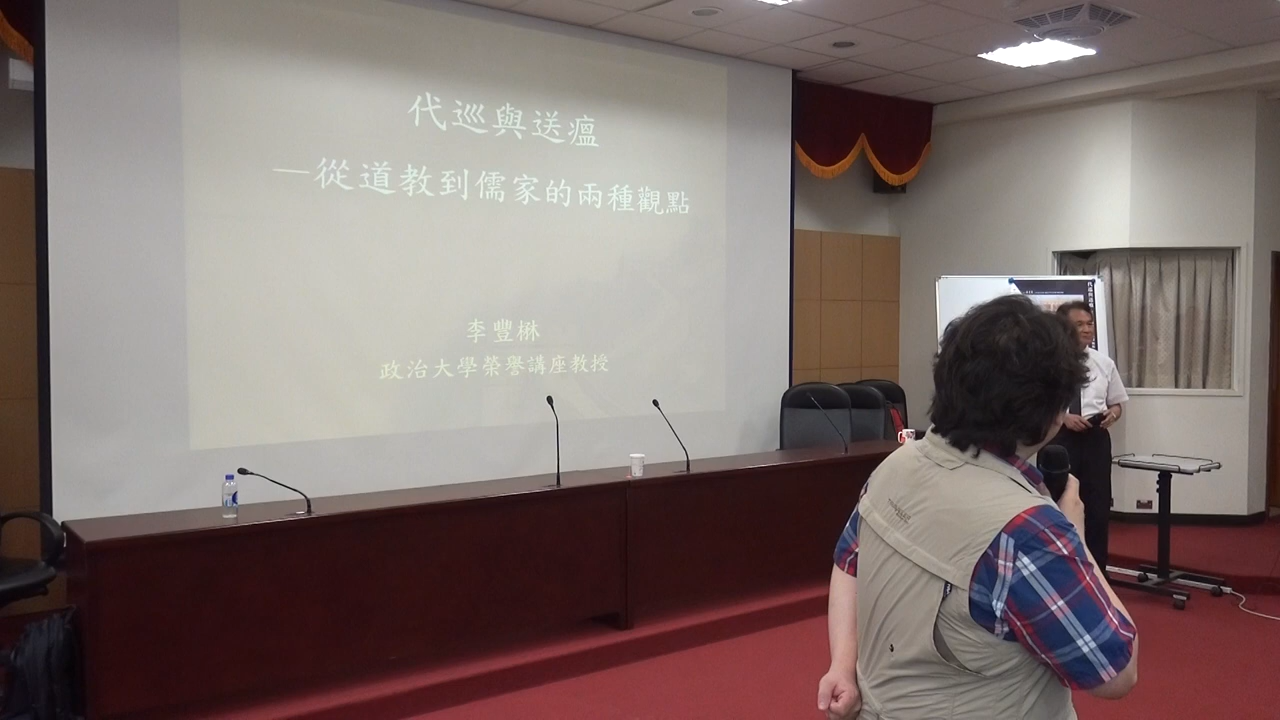 代巡與送瘟
—從道教到儒家的兩種觀點
李豐楙
政治大學榮譽講座教授